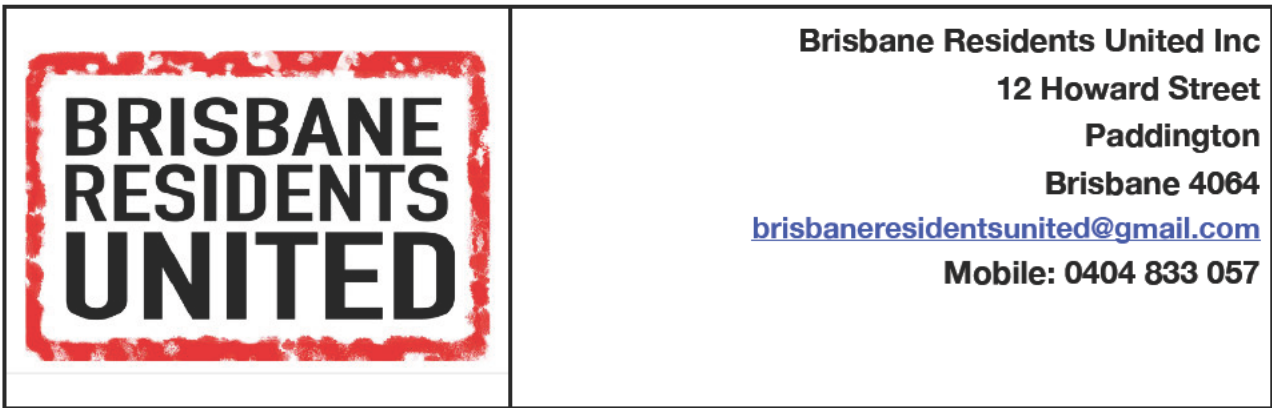 BRISBANE
RESIDENTS
UNITED
Brisbane Residents United Inc
12 Howard Street
Paddington
Brisbane 4064
brisbaneresidentsunited@gmail.com
Mobile: 0404 833 057